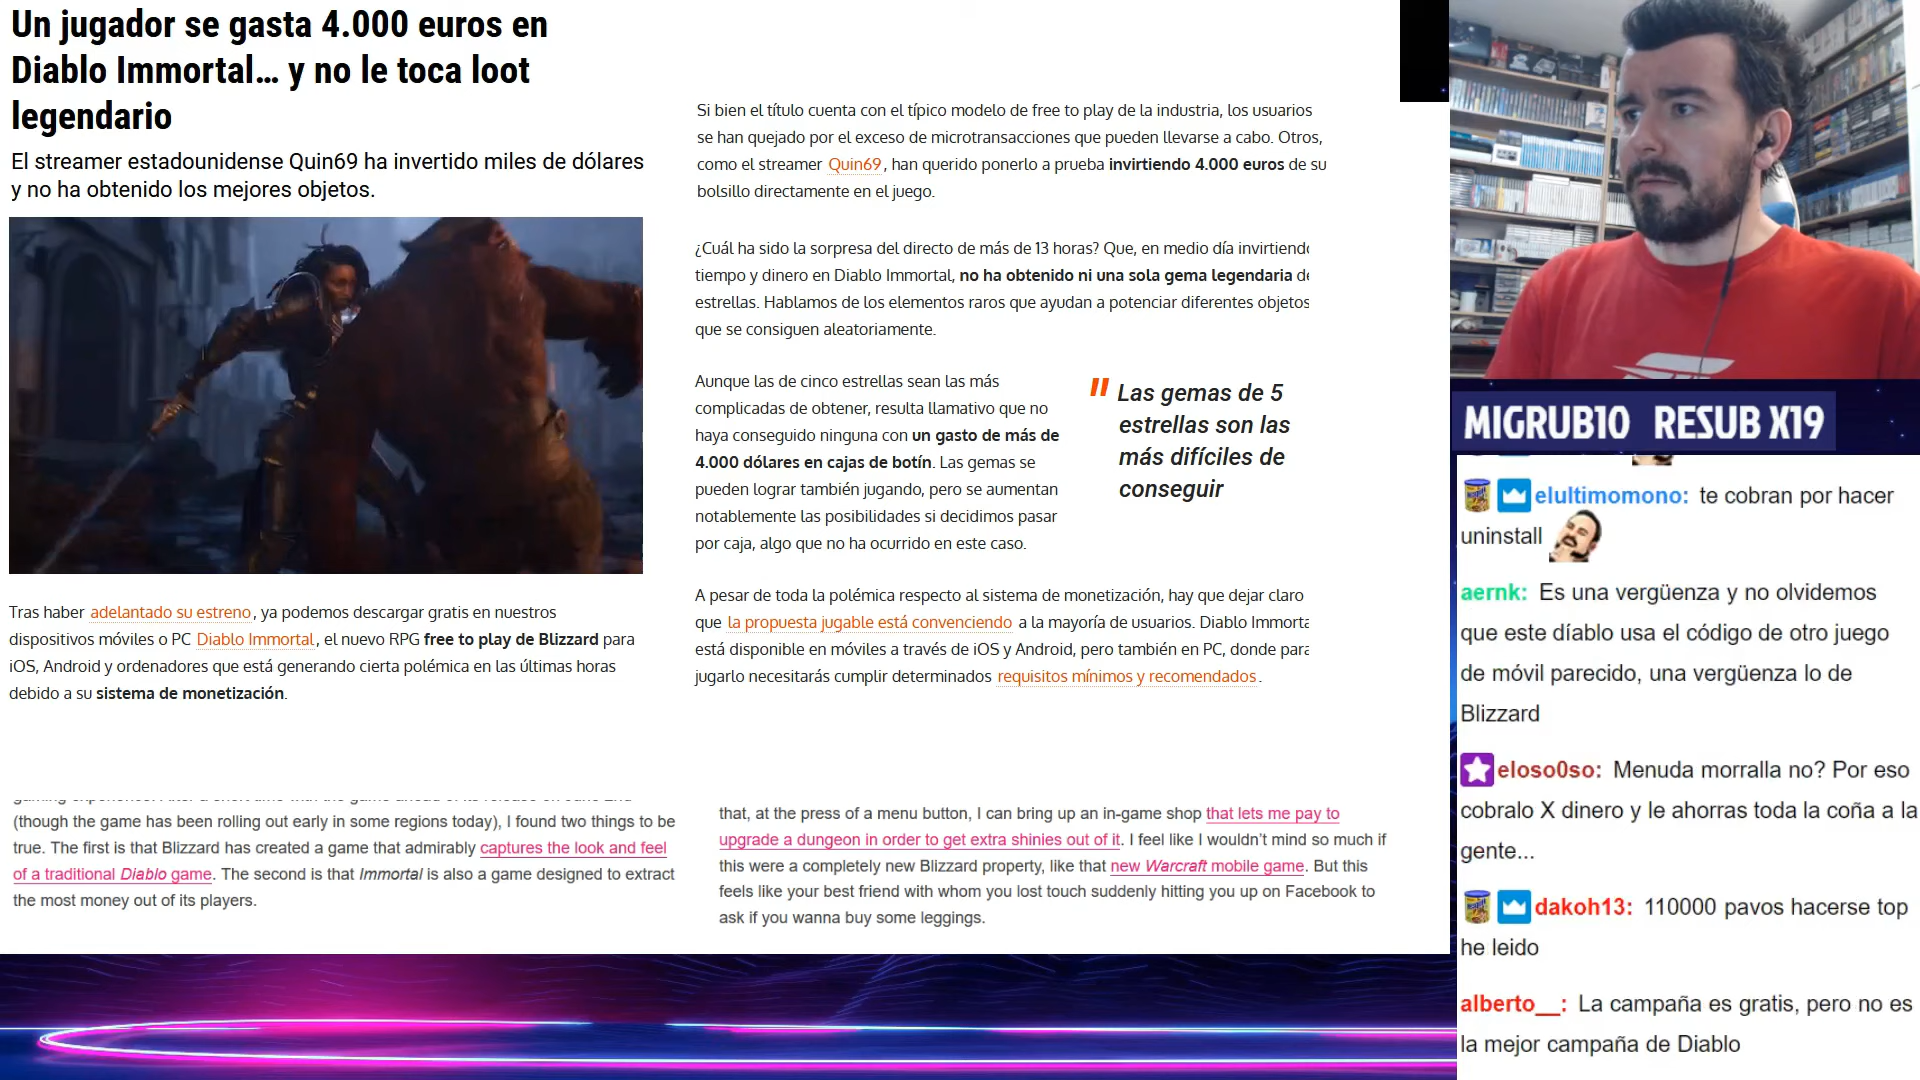 Un jugador se gasta 4.000 euros en
Diablo Immortal… y no le toca loot
legendario
El streamer estadounidense Quin69 ha invertido miles de dólares
y no ha obtenido los mejores objetos.
Tras haber adelantado su estreno, ya podemos descargar gratis en nuestros
dispositivos móviles o PC Diablo Immortal, el nuevo RPG free to play de Blizzard para
iOS, Android y ordenadores que está generando cierta polémica en las últimas horas
debido a su sistema de monetización.
Si bien el título cuenta con el típico modelo de free to play de la industria, los usuarios
se han quejado por el exceso de microtransacciones que pueden llevarse a cabo. Otros,
como el streamer Quin69, han querido ponerlo a prueba invirtiendo 4.000 euros de su
bolsillo directamente en el juego.
¿Cuál ha sido la sorpresa del directo de más de 13 horas? Que, en medio día invirtiendo
tiempo y dinero en Diablo Immortal, no ha obtenido ni una sola gema legendaria de
estrellas. Hablamos de los elementos raros que ayudan a potenciar diferentes objetos
que se consiguen aleatoriamente.
Aunque las de cinco estrellas sean las más
complicadas de obtener, resulta llamativo que no
haya conseguido ninguna con un gasto de más de
4.000 dólares en cajas de botín. Las gemas se
pueden lograr también jugando, pero se aumentan
notablemente las posibilidades si decidimos pasar
por caja, algo que no ha ocurrido en este caso.
" Las gemas de 5
estrellas son las
más difíciles de
conseguir
A pesar de toda la polémica respecto al sistema de monetización, hay que dejar claro
que la propuesta jugable está convenciendo a la mayoría de usuarios. Diablo Immorta
está disponible en móviles a través de iOS y Android, pero también en PC, donde para
jugarlo necesitarás cumplir determinados requisitos mínimos y recomendados.
(though the game has been rolling out early in some regions today), I found two things to be
true. The first is that Blizzard has created a game that admirably captures the look and feel
of a traditional Diablo game. The second is that Immortal is also a game designed to extract
the most money out of its players.
that, at the press of a menu button, I can bring up an in-game shop that lets me pay to
upgrade a dungeon in order to get extra shinies out of it. I feel like I wouldn't mind so much if
this were a completely new Blizzard property, like that new Warcraft mobile game. But this
feels like your best friend with whom you lost touch suddenly hitting you up on Facebook to
ask if you wanna buy some leggings.
MIGRUB10 RESUB X19
elultimomono: te cobran por hacer
uninstall
aernk: Es una vergüenza y no olvidemos
que este díablo usa el código de otro juego
de móvil parecido, una vergüenza lo de
Blizzard
eloso0so: Menuda morralla no? Por eso
cobralo X dinero y le ahorras toda la coña a la
gente...
dakoh13: 110000 pavos hacerse top
he leido
alberto__: La campaña es gratis, pero no es
la mejor campaña de Diablo